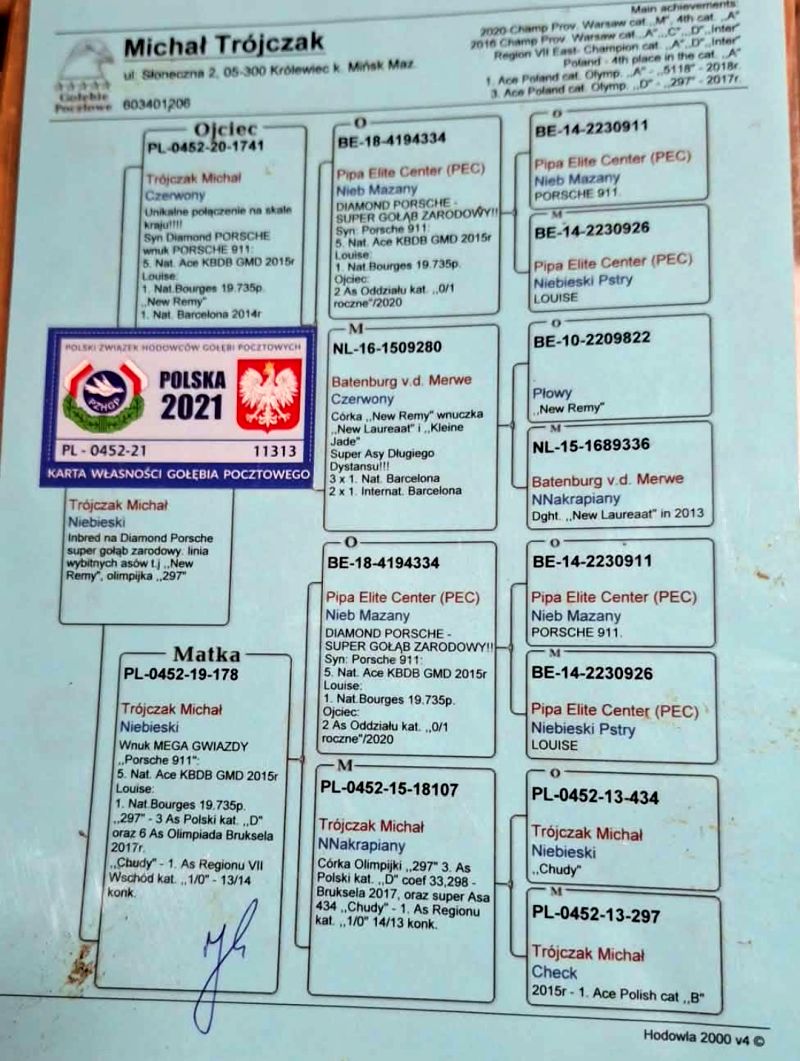 Michał Trójczak
ul. Słoneczna 2, 05-300 Królewiec k. Mińsk Maz.
603401206
Gołębie
Pocztowe
Main achievements:
2020 Champ Prov. Warsaw cat. „M", 4th cat. „A"
2016 Champ Prov. Warsaw cat. „A" „C" „D" „Inter"
Region VII East- Champion cat. „A" „D" „Inter"
Poland - 4th place in the cat. „A"
1. Ace Poland cat. Olymp. „A" - „5118" - 2018r.
3. Ace Poland cat. Olymp. „D" - „297" - 2017r.
Ojciec
PL-0452-20-1741
Trójczak Michał
Czerwony
Unikalne połączenie na skale
kraju!!!!
Syn Diamond PORSCHE
wnuk PORSCHE 911:
5. Nat. Ace KBDB GMD 2015r
Louise:
1. Nat.Bourges 19.735p.
„New Remy"
1. Nat. Barcelona 2014r
POLSKI ZWIĄZEK HODOWCÓW GOŁĘBI POCZTOWYCH
PZHGP
POLSKA
2021
PL - 0452-21 11313
KARTA WŁASNOŚCI GOŁĘBIA POCZTOWEGO
Trójczak Michał
Niebieski
Inbred na Diamond Porsche
super gołąb zarodowy. linia
wybitnych asów t.j „New
Remy", olimpijka „297"
Matka
PL-0452-19-178
Trójczak Michał
Niebieski
Wnuk MEGA GWIAZDY
„Porsche 911":
5. Nat. Ace KBDB GMD 2015r
Louise:
1. Nat.Bourges 19.735p.
„297" - 3 As Polski kat. „D"
oraz 6 As Olimpiada Bruksela
2017r.
„Chudy" - 1. As Regionu VII
Wschód kat. „1/0" - 13/14
konk.
O
BE-18-4194334
Pipa Elite Center (PEC)
Nieb Mazany
DIAMOND PORSCHE -
SUPER GOŁĄB ZARODOWY!!
Syn: Porsche 911:
5. Nat. Ace KBDB GMD 2015r
Louise:
1. Nat.Bourges 19.735p.
Ojciec:
2 As Oddziału kat. „0/1
roczne"/2020
M
NL-16-1509280
Batenburg v.d. Merwe
Czerwony
Córka „New Remy" wnuczka
„New Laureaat" i „Kleine
Jade"
Super Asy Długiego
Dystansu!!!
3 x 1. Nat. Barcelona
2 x 1. Internat. Barcelona
O
BE-18-4194334
Pipa Elite Center (PEC)
Nieb Mazany
DIAMOND PORSCHE -
SUPER GOŁĄB ZARODOWY!!
Syn: Porsche 911:
5. Nat. Ace KBDB GMD 2015r
Louise:
1. Nat.Bourges 19.735p.
Ojciec:
2 As Oddziału kat. „0/1
roczne"/2020
M
PL-0452-15-18107
Trójczak Michał
NNakrapiany
Córka Olimpijki „297" 3. As
Polski kat. „D" coef 33,298 -
Bruksela 2017, oraz super Asa
434 „Chudy" - 1. As Regionu
kat. „1/0" 14/13 konk.
O
BE-14-2230911
Pipa Elite Center (PEC)
Nieb Mazany
PORSCHE 911.
M
BE-14-2230926
Pipa Elite Center (PEC)
Niebieski Pstry
LOUISE
O
BE-10-2209822
Płowy
„New Remy"
M
NL-15-1689336
Batenburg v.d. Merwe
NNakrapiany
Dght. „New Laureaat" in 2013
O
BE-14-2230911
Pipa Elite Center (PEC)
Nieb Mazany
PORSCHE 911.
M
BE-14-2230926
Pipa Elite Center (PEC)
Niebieski Pstry
LOUISE
O
PL-0452-13-434
Trójczak Michał
Niebieski
„Chudy"
M
PL-0452-13-297
Trójczak Michał
Check
2015r - 1. Ace Polish cat „B"
Hodowla 2000 v4 ©